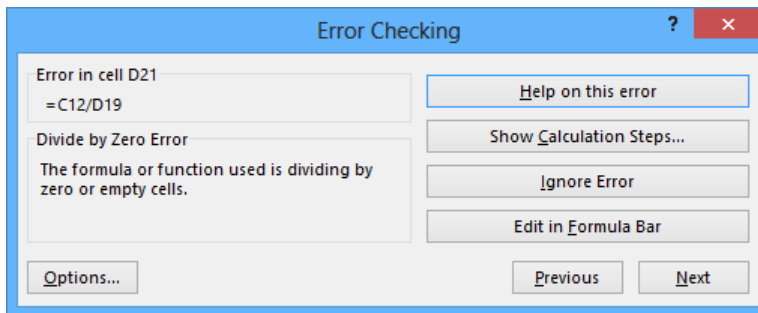 Error Checking
?
Error in cell D21
=C12/D19
Divide by Zero Error
The formula or function used is dividing by
zero or empty cells.
Help on this error
Show Calculation Steps...
Ignore Error
Edit in Formula Bar
Options...
Previous
Next